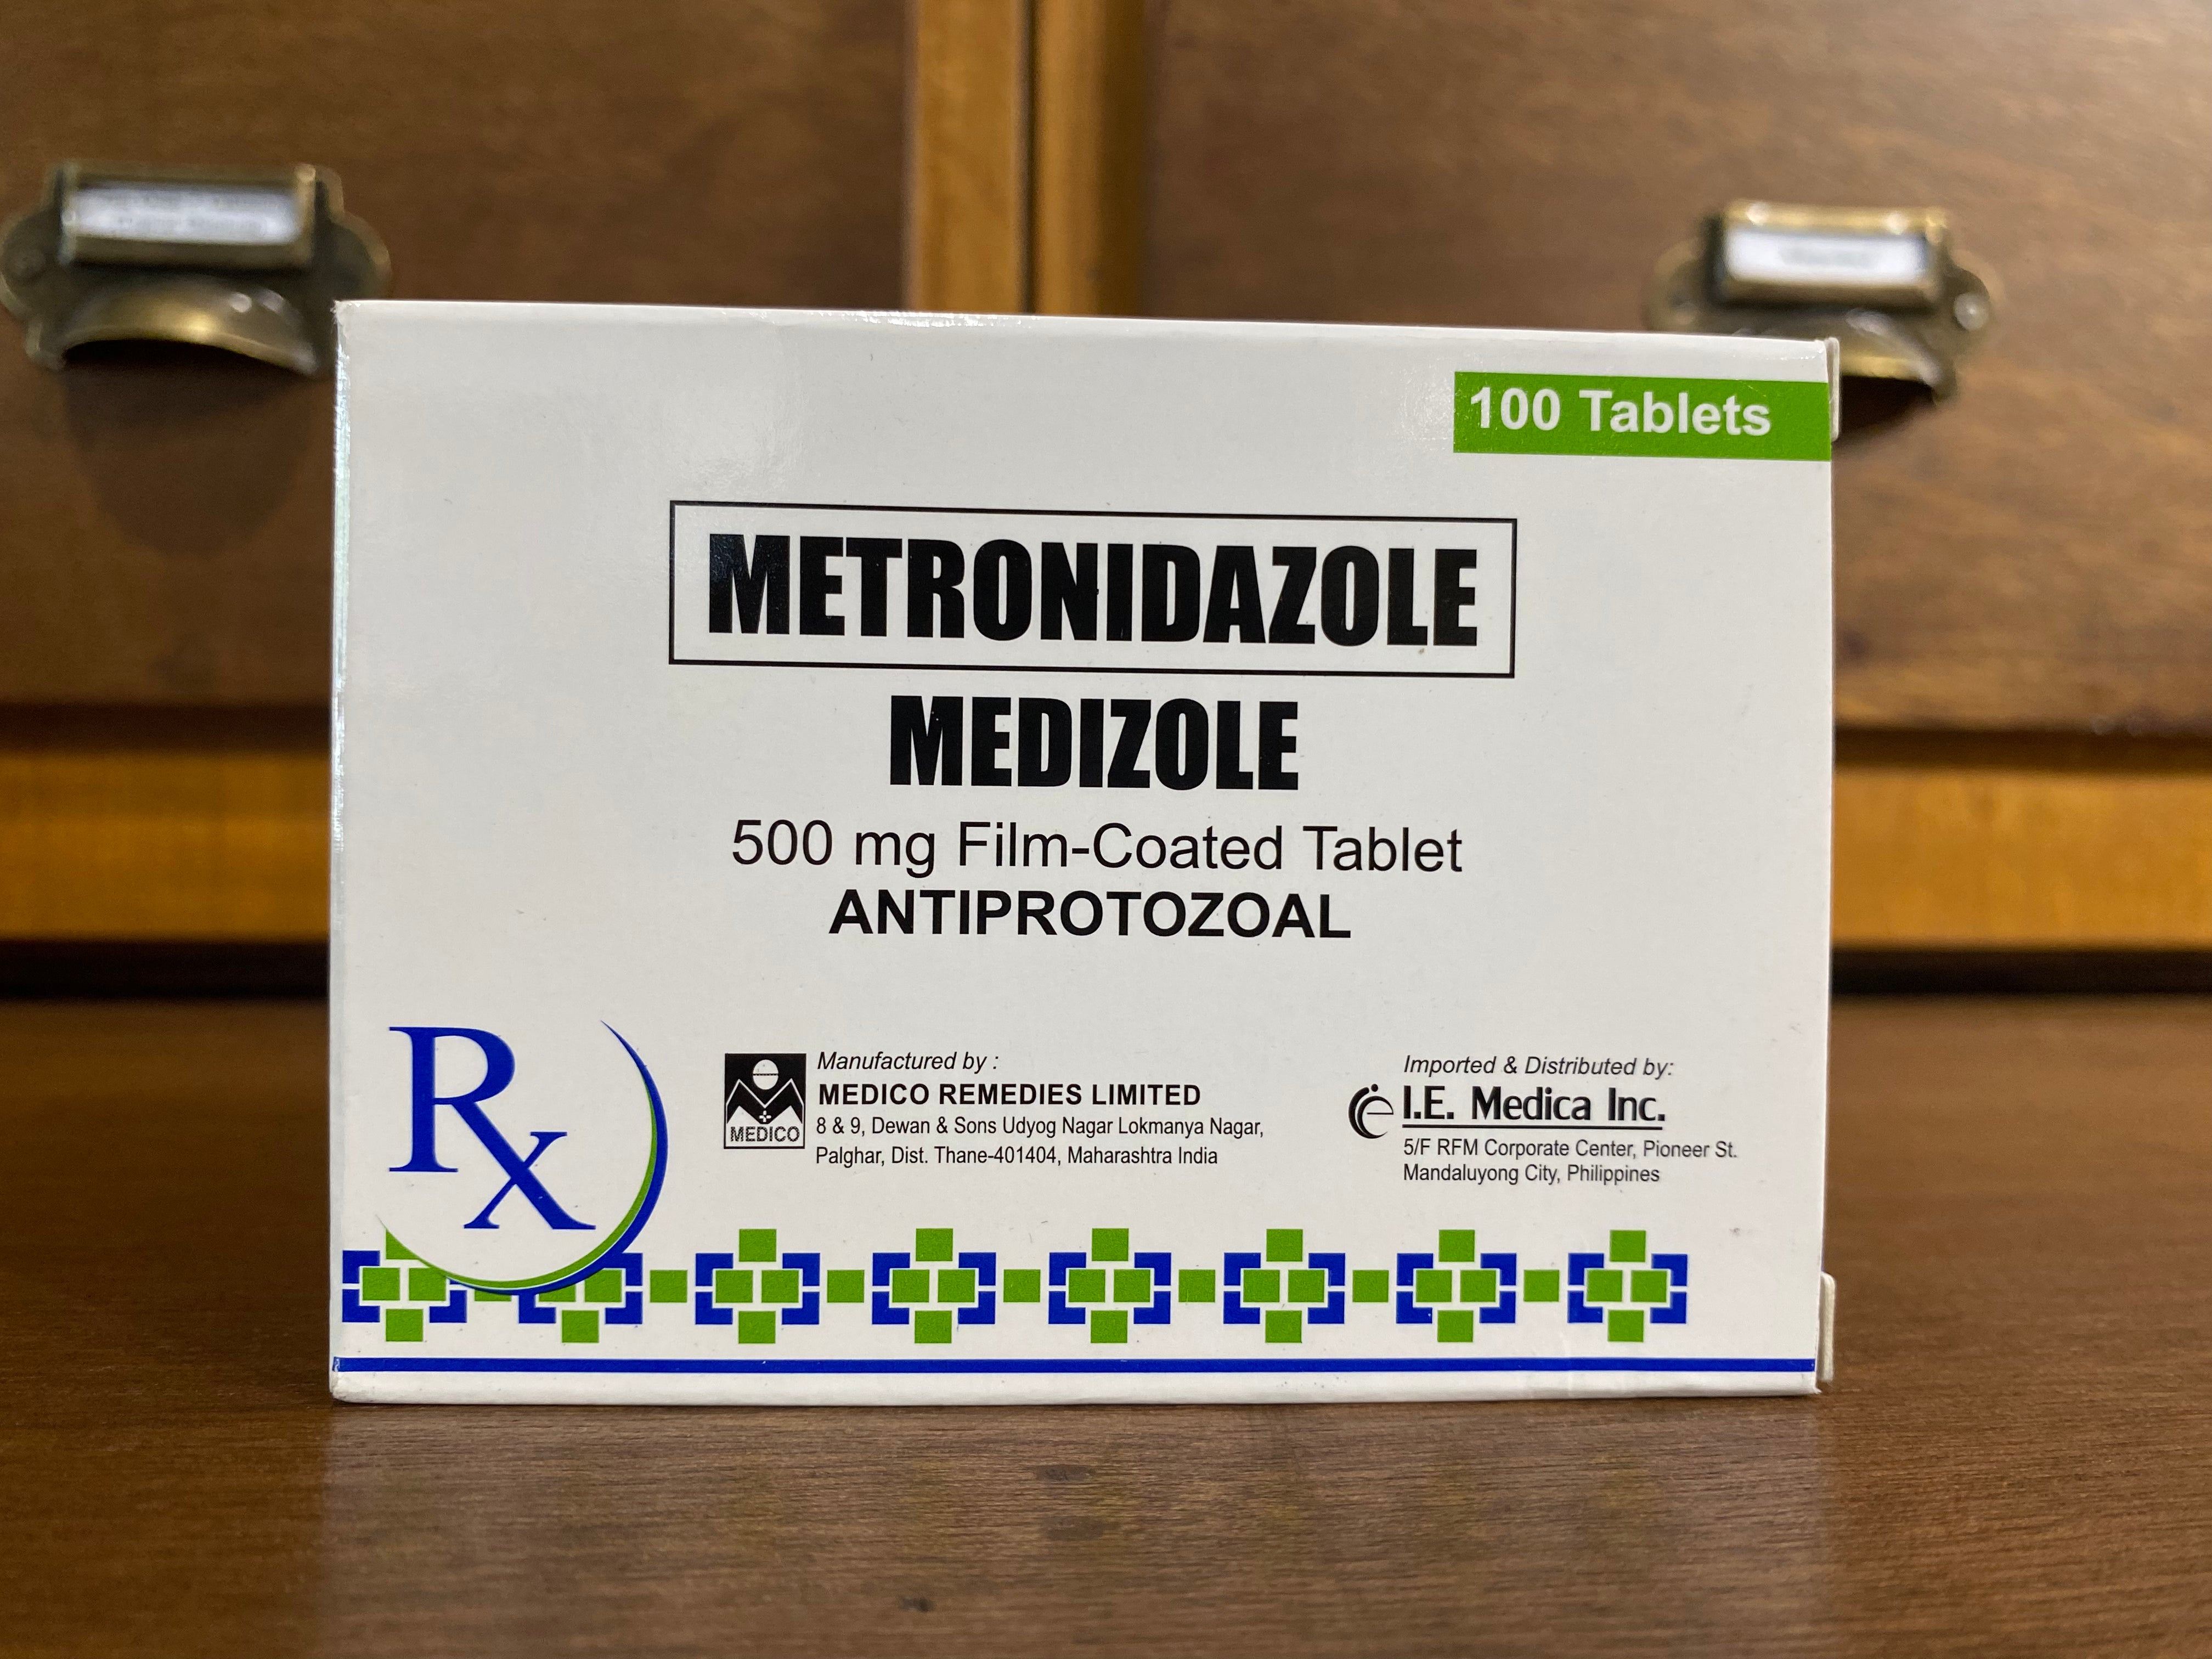 100 Tablets
METRONIDAZOLE
MEDIZOLE
500 mg Film-Coated Tablet
ANTIPROTOZOAL
Rx
Manufactured by :
MEDICO REMEDIES LIMITED
8 & 9, Dewan & Sons Udyog Nagar Lokmanya Nagar,
Palghar, Dist. Thane-401404, Maharashtra India
MEDICO
Imported & Distributed by:
I.E. Medica Inc.
5/F RFM Corporate Center, Pioneer St.
Mandaluyong City, Philippines